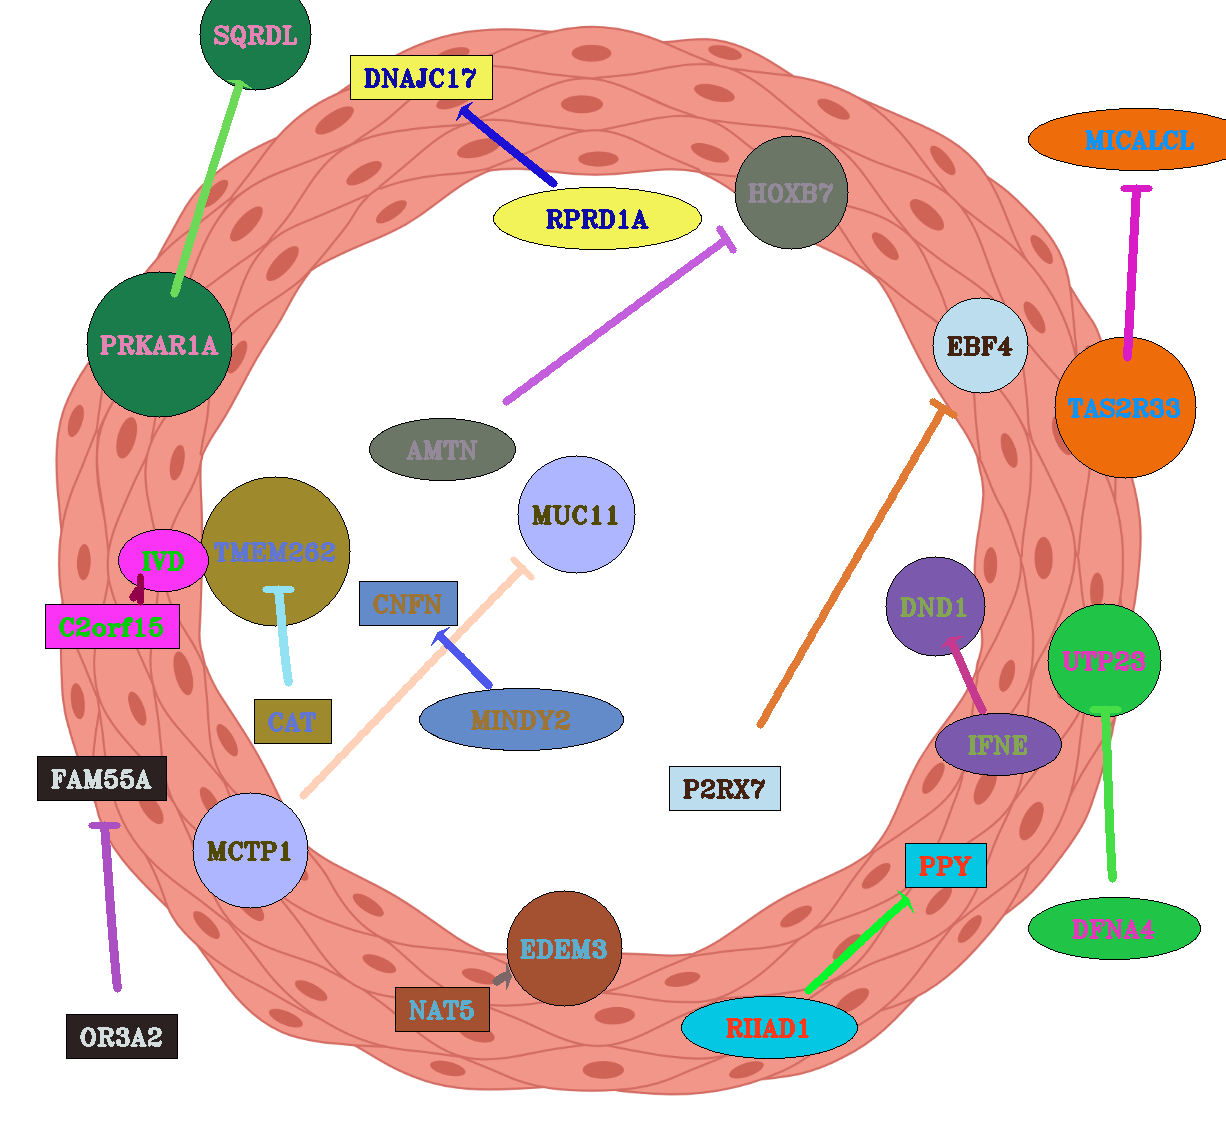 SQRDL
DNAJC17
MICALCL
HOXB7
RPRD1A
PRKAR1A
EBF4
TAS2R33
AMTN
MUC11
TMEM262
IVD
CNFN
DND1
C2orf15
UTP23
CAT
MINDY2
IFNE
FAM55A
P2RX7
MCTP1
PPY
DFNA4
EDEM3
NAT5
RIIAD1
OR3A2